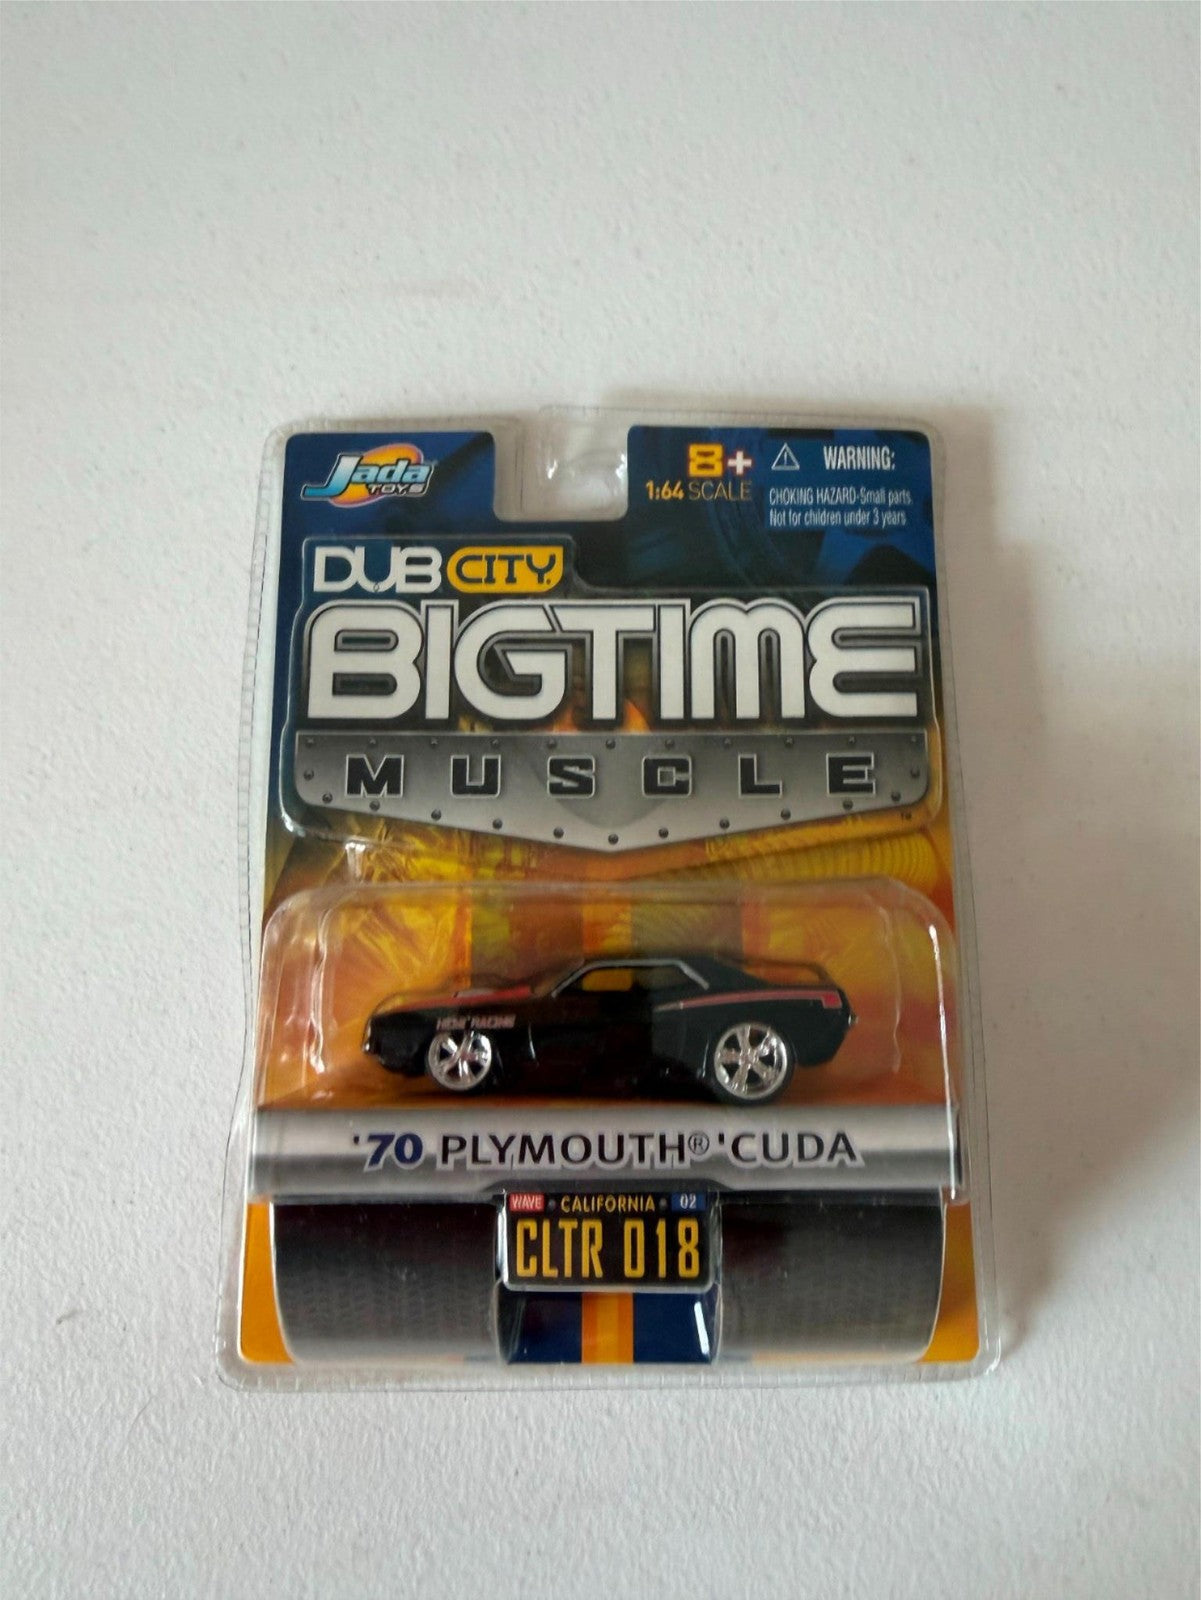 Jada
TOYS
8+
1:64 SCALE
WARNING:
CHOKING HAZARD-Small parts.
Not for children under 3 years.
DUB CITY
BIGTIME
MUSCLE
'70 PLYMOUTH® 'CUDA
WAVE CALIFORNIA 02
CLTR 018